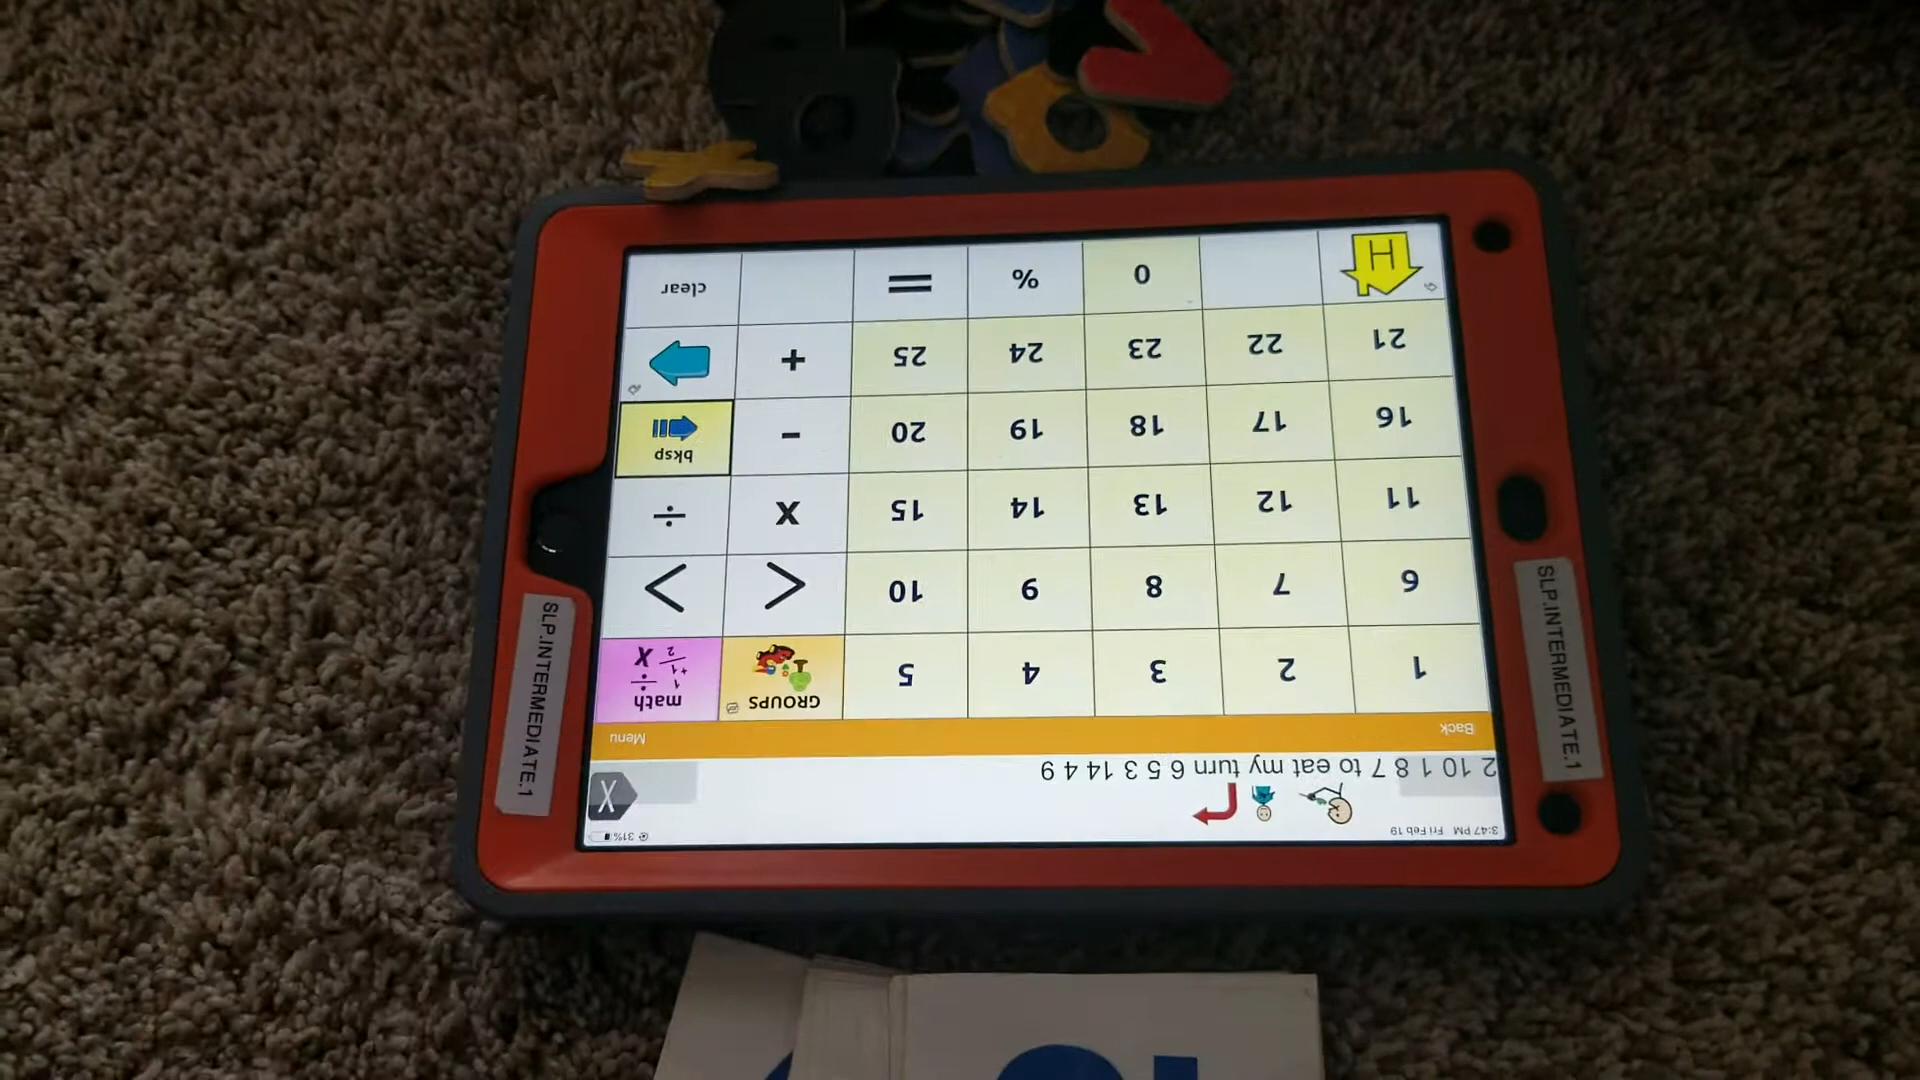 3:47 PM Fri Feb 19
31%
2 10 1 8 7 to eat my turn 6 5 3 14 4 9
X
Back
Menu
1 2 3 4 5 GROUPS math
1 ÷ +1/2 X
6 7 8 9 10 > <
11 12 13 14 15 x ÷
16 17 18 19 20 - bksp
21 22 23 24 25 +
H 0 % = clear
SLP.INTERMEDIATE.1
SLP.INTERMEDIATE.1